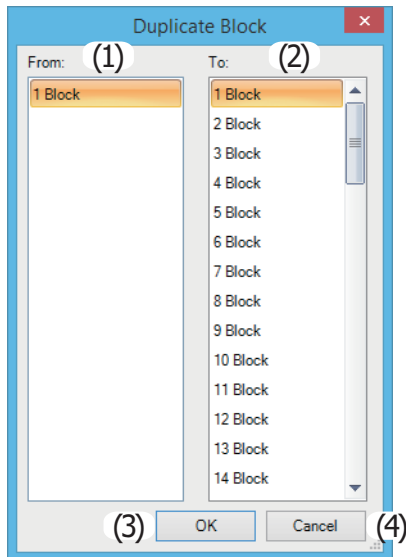 Duplicate Block
From: (1) To: (2)
1 Block
1 Block
2 Block
3 Block
4 Block
5 Block
6 Block
7 Block
8 Block
9 Block
10 Block
11 Block
12 Block
13 Block
14 Block
(3) OK Cancel (4)